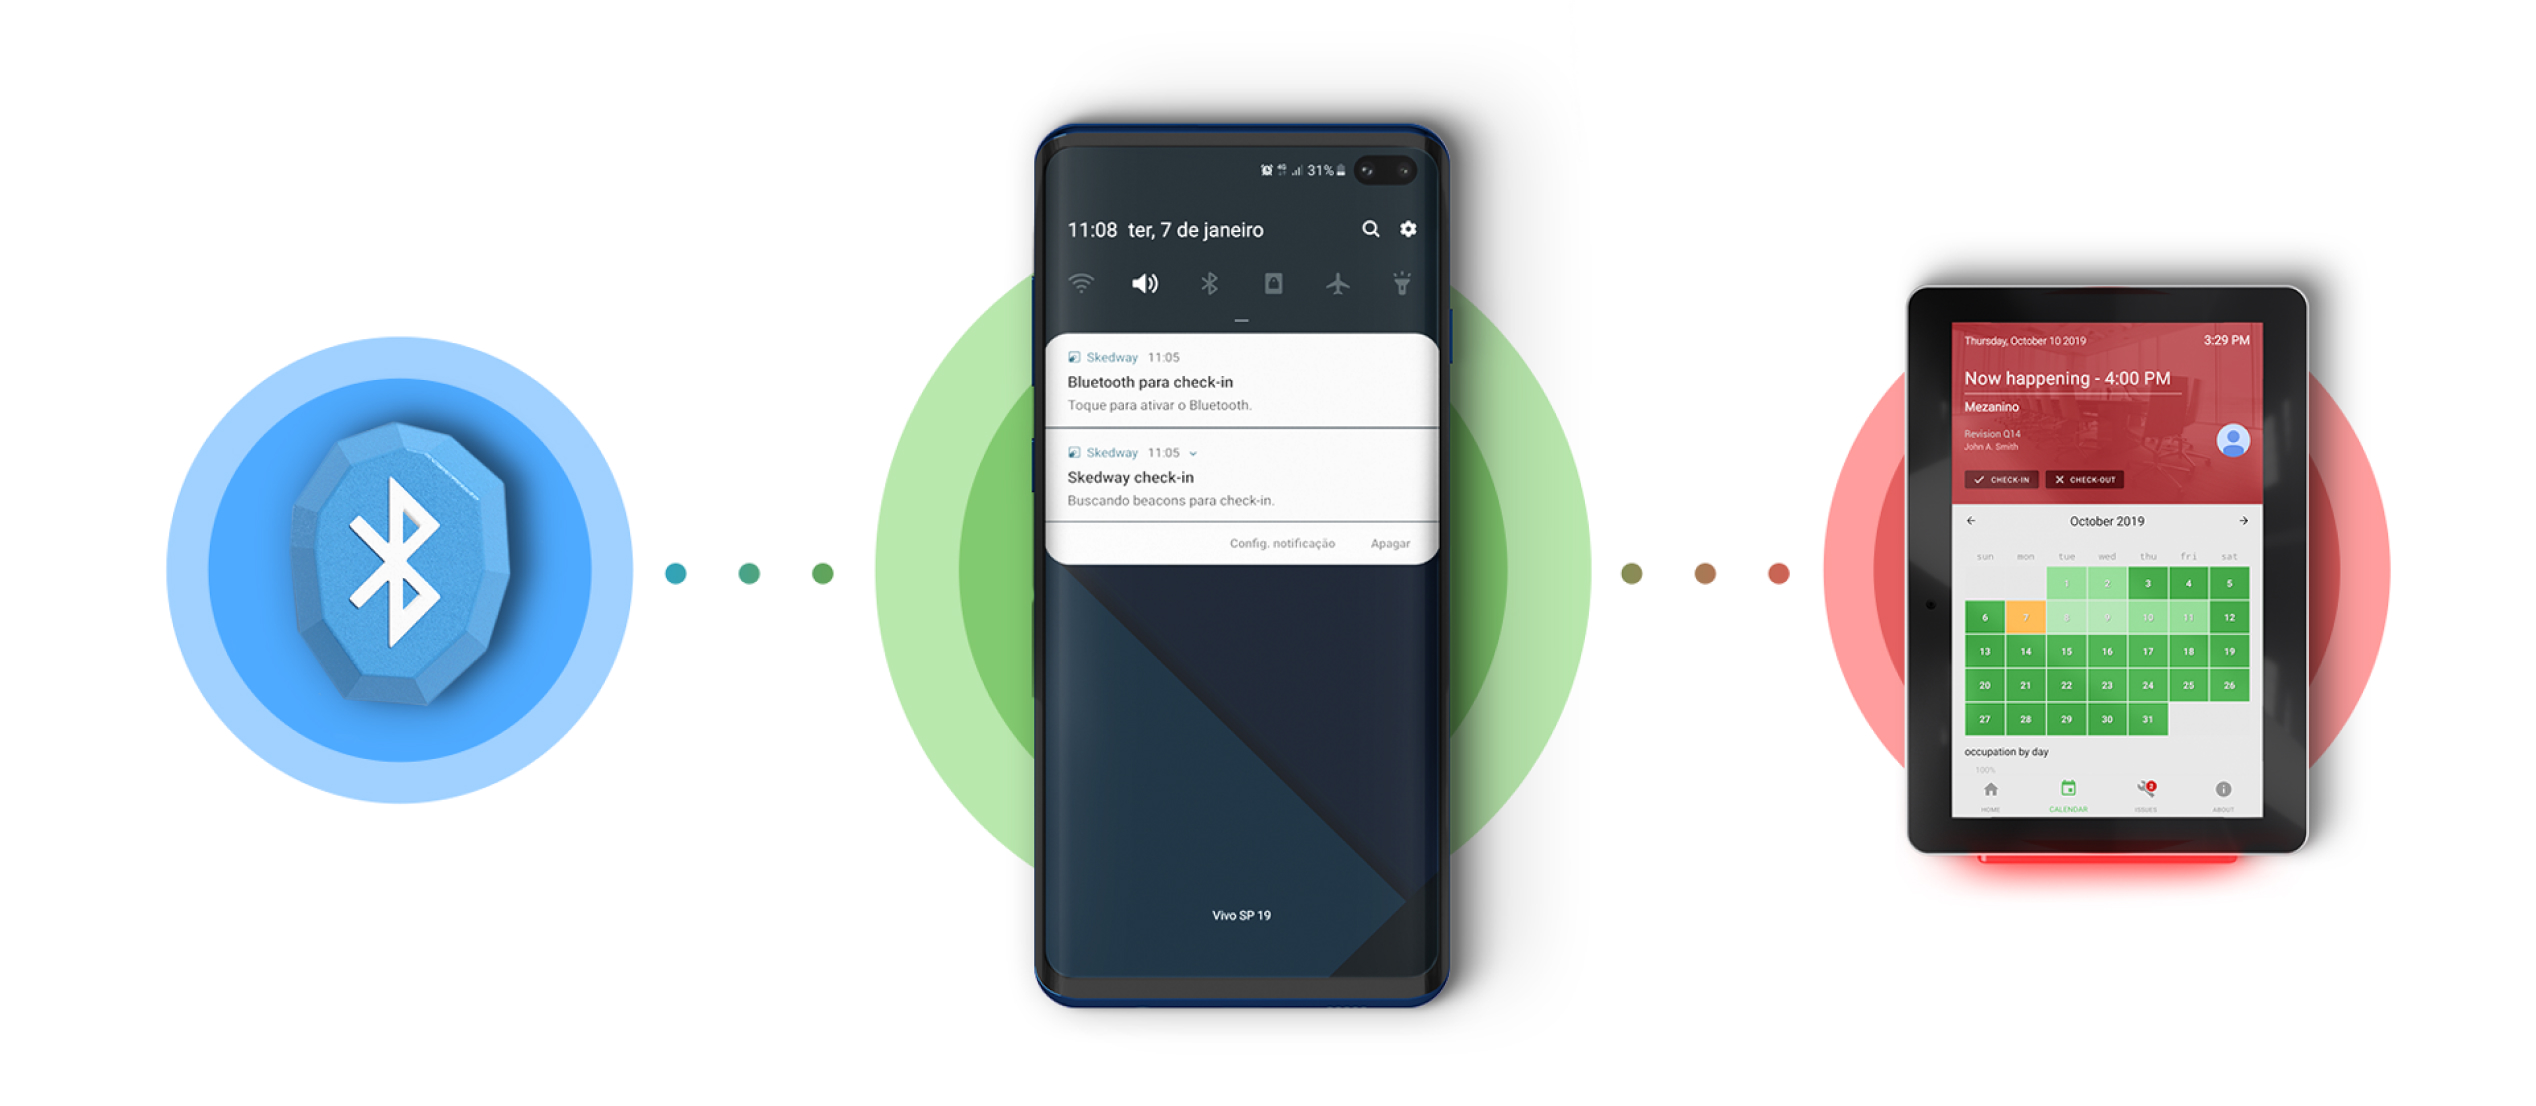 31%
11:08 ter, 7 de janeiro
Skedway 11:05
Bluetooth para check-in
Toque para ativar o Bluetooth.
Skedway 11:05
Skedway check-in
Buscando beacons para check-in.
Config. notificação Apagar
Vivo SP 19
Thursday, October 10 2019 3:29 PM
Now happening - 4:00 PM
Mezanino
Revision Q14
John A. Smith
CHECK-IN CHECK-OUT
October 2019
sun mon tue wed thu fri sat
1 2 3 4 5
6 7 8 9 10 11 12
13 14 15 16 17 18 19
20 21 22 23 24 25 26
27 28 29 30 31
occupation by day
100%
2
HOME CALENDAR ISSUES ABOUT